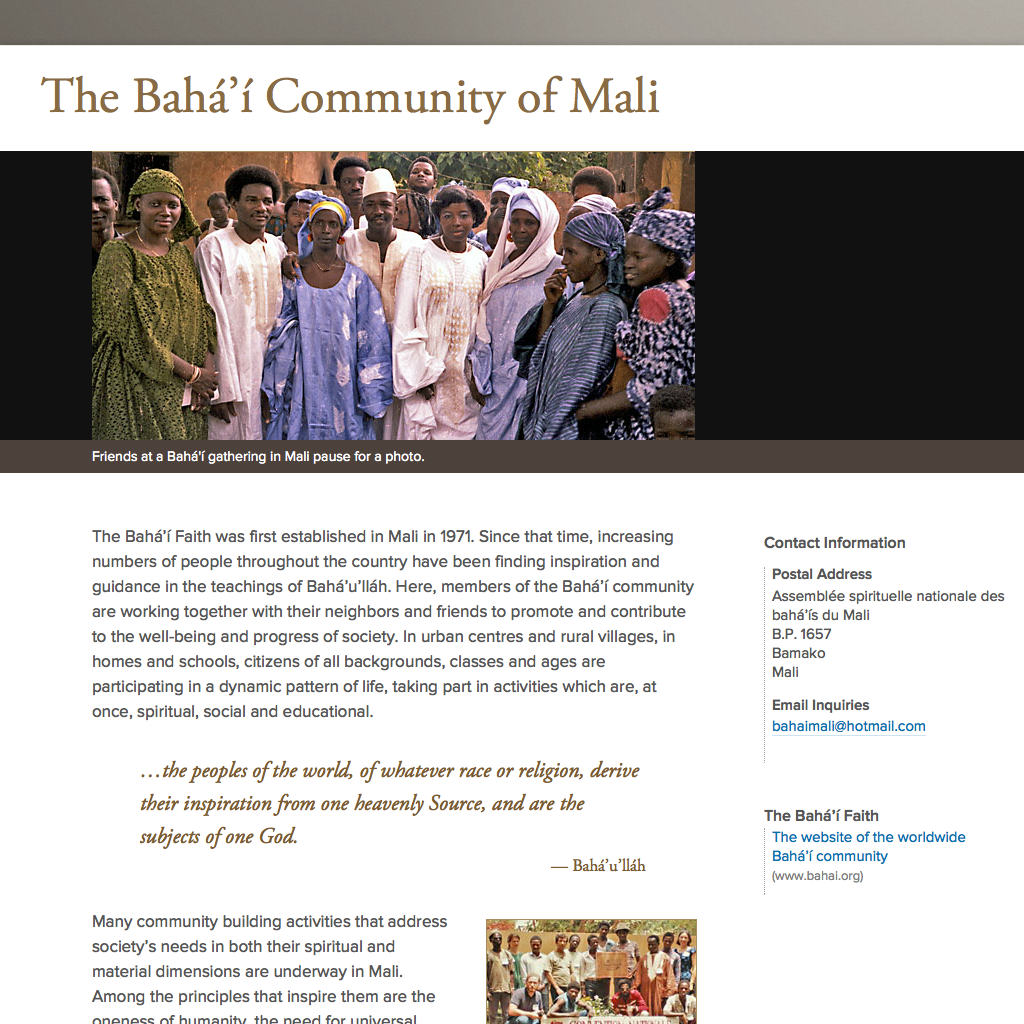 The Bahá’í Community of Mali
Friends at a Bahá'í gathering in Mali pause for a photo.
The Bahá’í Faith was first established in Mali in 1971. Since that time, increasing
numbers of people throughout the country have been finding inspiration and
guidance in the teachings of Bahá’u’lláh. Here, members of the Bahá’í community
are working together with their neighbors and friends to promote and contribute
to the well-being and progress of society. In urban centres and rural villages, in
homes and schools, citizens of all backgrounds, classes and ages are
participating in a dynamic pattern of life, taking part in activities which are, at
once, spiritual, social and educational.
…the peoples of the world, of whatever race or religion, derive
their inspiration from one heavenly Source, and are the
subjects of one God.
— Bahá’u’lláh
Many community building activities that address
society’s needs in both their spiritual and
material dimensions are underway in Mali.
Among the principles that inspire them are the
oneness of humanity, the need for universal
Contact Information
Postal Address
Assemblée spirituelle nationale des
bahá’ís du Mali
B.P. 1657
Bamako
Mali
Email Inquiries
bahaimali@hotmail.com
The Bahá’í Faith
The website of the worldwide
Bahá’í community
(www.bahai.org)